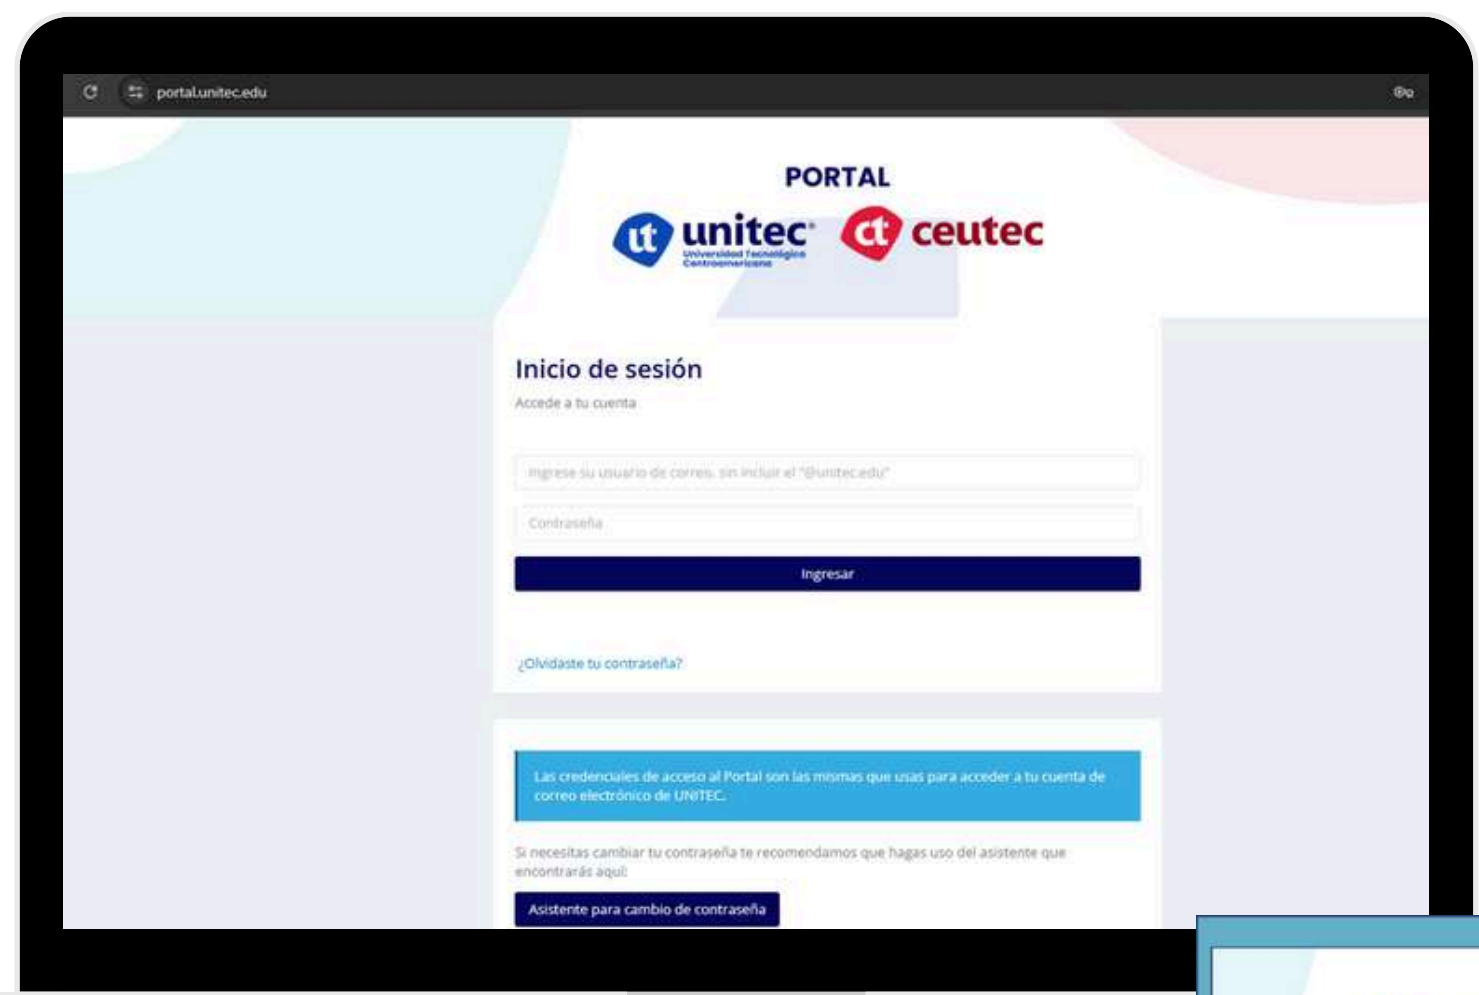 portal.unitec.edu
PORTAL
ut unitec
Universidad Tecnológica
Centroamericana
ct ceutec
Inicio de sesión
Accede a tu cuenta
Ingrese su usuario de correo, sin incluir el "@unitec.edu"
Contraseña
Ingresar
¿Olvidaste tu contraseña?
Las credenciales de acceso al Portal son las mismas que usas para acceder a tu cuenta de
correo electrónico de UNITEC.
Si necesitas cambiar tu contraseña te recomendamos que hagas uso del asistente que
encontrarás aquí:
Asistente para cambio de contraseña